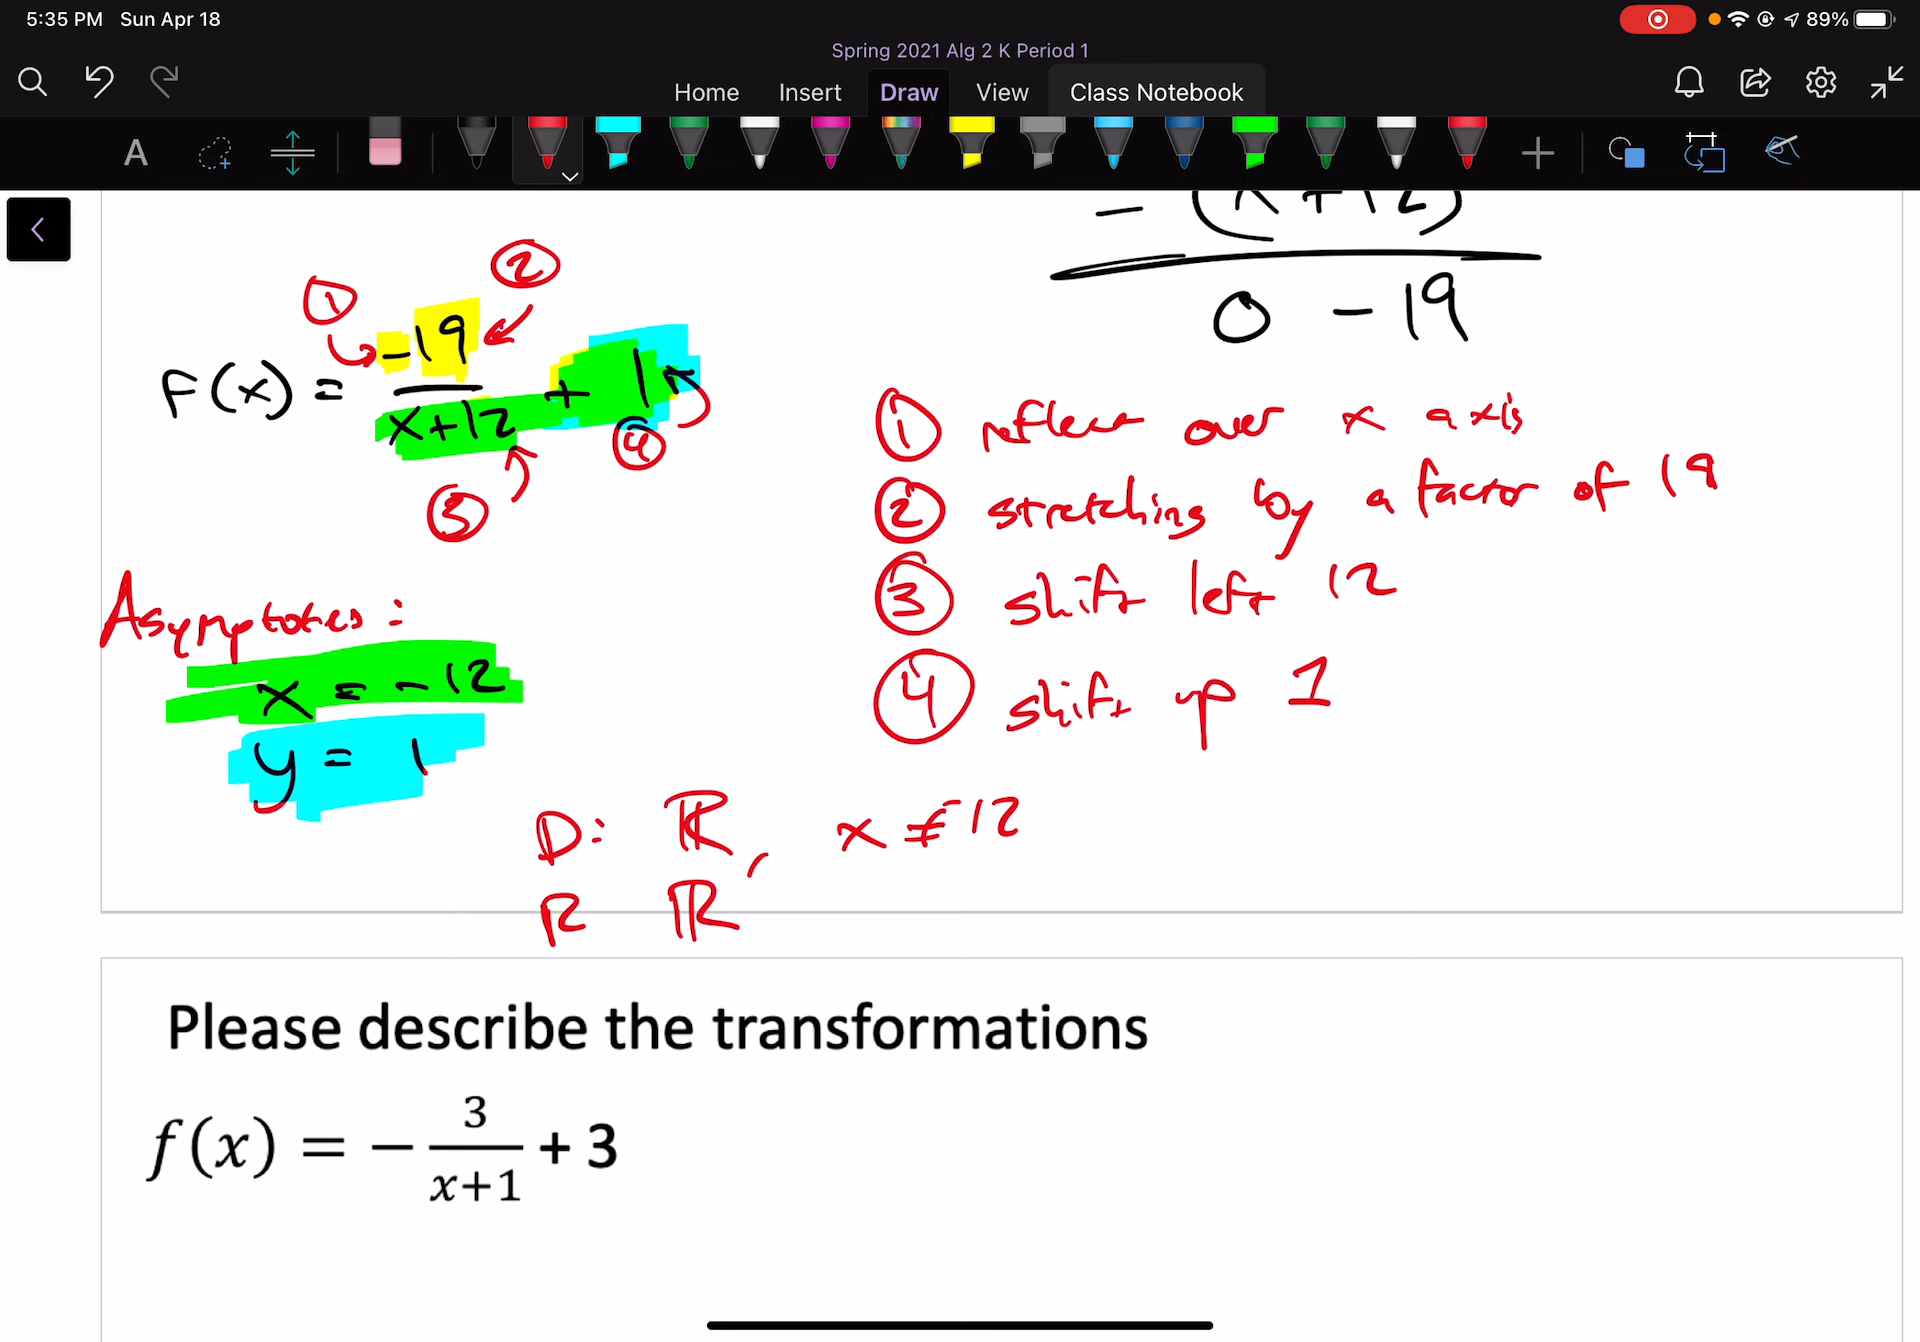 5:35 PM Sun Apr 18
89%
Spring 2021 Alg 2 K Period 1
Home Insert Draw View Class Notebook
A
- (x+12)
0 -19
① ②
F(x) = -19/x+12 + 1
③ ④
① reflect over x axis
② stretching by a factor of 19
③ shift left 12
④ shift up 1
Asymptotes:
x = -12
y = 1
D: ℝ, x ≠ -12
R ℝ
Please describe the transformations
f(x) = - 3/x+1 + 3